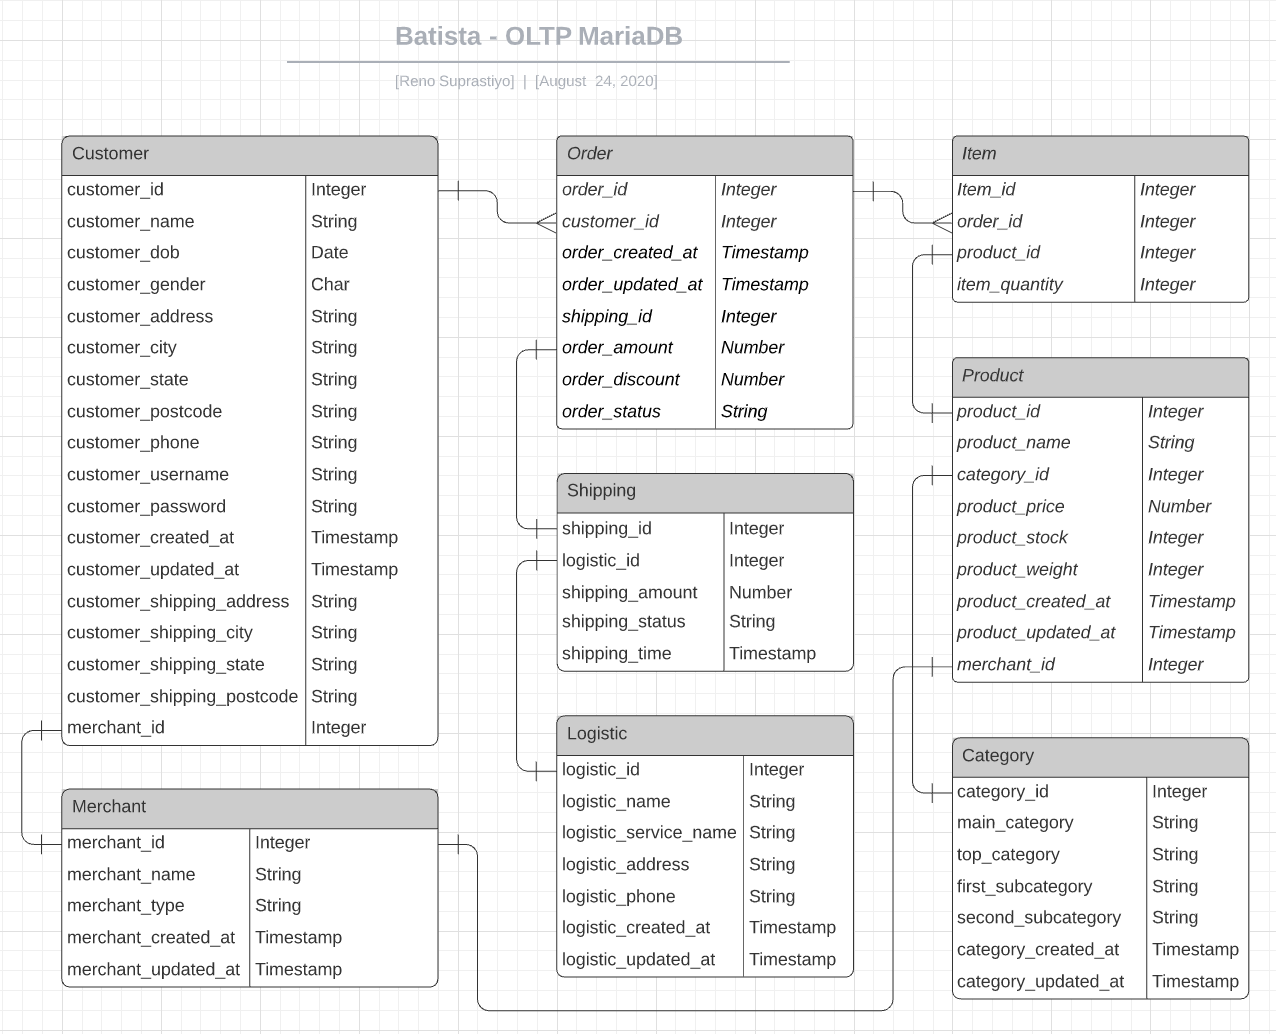 Batista - OLTP MariaDB
[Reno Suprastiyo] | [August 24, 2020]
Customer
customer_id Integer
customer_name String
customer_dob Date
customer_gender Char
customer_address String
customer_city String
customer_state String
customer_postcode String
customer_phone String
customer_username String
customer_password String
customer_created_at Timestamp
customer_updated_at Timestamp
customer_shipping_address String
customer_shipping_city String
customer_shipping_state String
customer_shipping_postcode String
merchant_id Integer
Merchant
merchant_id Integer
merchant_name String
merchant_type String
merchant_created_at Timestamp
merchant_updated_at Timestamp
Order
order_id Integer
customer_id Integer
order_created_at Timestamp
order_updated_at Timestamp
shipping_id Integer
order_amount Number
order_discount Number
order_status String
Shipping
shipping_id Integer
logistic_id Integer
shipping_amount Number
shipping_status String
shipping_time Timestamp
Logistic
logistic_id Integer
logistic_name String
logistic_service_name String
logistic_address String
logistic_phone String
logistic_created_at Timestamp
logistic_updated_at Timestamp
Item
Item_id Integer
order_id Integer
product_id Integer
item_quantity Integer
Product
product_id Integer
product_name String
category_id Integer
product_price Number
product_stock Integer
product_weight Integer
product_created_at Timestamp
product_updated_at Timestamp
merchant_id Integer
Category
category_id Integer
main_category String
top_category String
first_subcategory String
second_subcategory String
category_created_at Timestamp
category_updated_at Timestamp